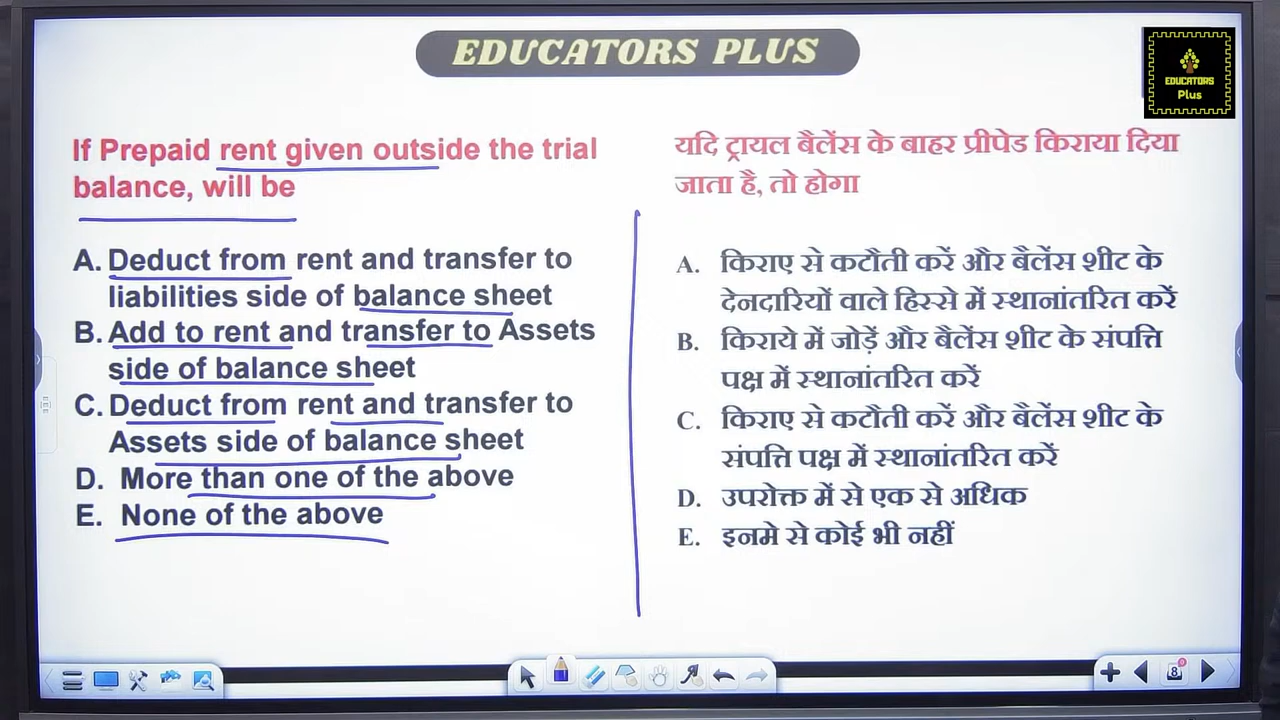 EDUCATORS PLUS
EDUCATORS
Plus
If Prepaid rent given outside the trial
balance, will be
A. Deduct from rent and transfer to
liabilities side of balance sheet
B. Add to rent and transfer to Assets
side of balance sheet
C. Deduct from rent and transfer to
Assets side of balance sheet
D. More than one of the above
E. None of the above
यदि ट्रायल बैलेंस के बाहर प्रीपेड किराया दिया
जाता है, तो होगा
A. किराए से कटौती करें और बैलेंस शीट के
देनदारियों वाले हिस्से में स्थानांतरित करें
B. किराये में जोड़ें और बैलेंस शीट के संपत्ति
पक्ष में स्थानांतरित करें
C. किराए से कटौती करें और बैलेंस शीट के
संपत्ति पक्ष में स्थानांतरित करें
D. उपरोक्त में से एक से अधिक
E. इनमे से कोई भी नहीं
8